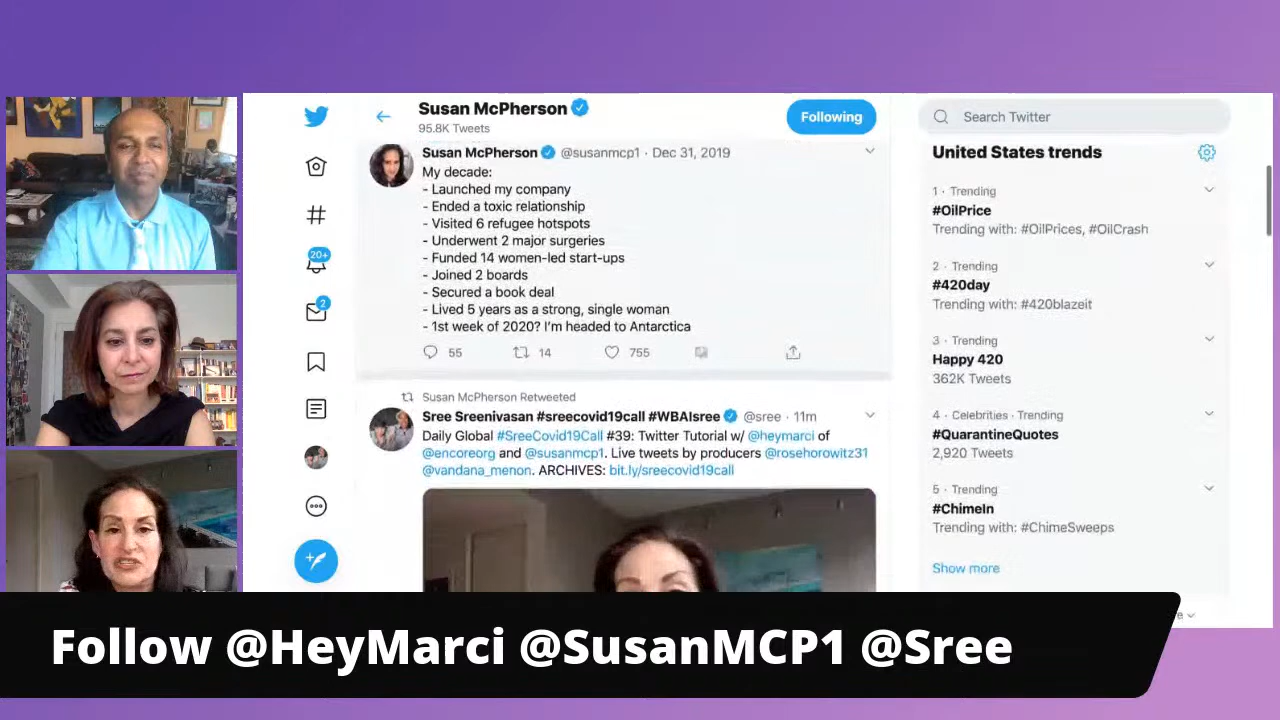 Susan McPherson
95.8K Tweets
Following
Search Twitter
Susan McPherson @susanmcp1 · Dec 31, 2019
My decade:
- Launched my company
- Ended a toxic relationship
- Visited 6 refugee hotspots
- Underwent 2 major surgeries
- Funded 14 women-led start-ups
- Joined 2 boards
- Secured a book deal
- Lived 5 years as a strong, single woman
- 1st week of 2020? I'm headed to Antarctica
55 14 755
Susan McPherson Retweeted
Sree Sreenivasan #sreecovid19call #WBAIsree @sree · 11m
Daily Global #SreeCovid19Call #39: Twitter Tutorial w/ @heymarci of
@encoreorg and @susanmcp1. Live tweets by producers @rosehorowitz31
@vandana_menon. ARCHIVES: bit.ly/sreecovid19call
20+
2
United States trends
1 · Trending
#OilPrice
Trending with: #OilPrices, #OilCrash
2 · Trending
#420day
Trending with: #420blazeit
3 · Trending
Happy 420
362K Tweets
4 · Celebrities · Trending
#QuarantineQuotes
2,920 Tweets
5 · Trending
#ChimeIn
Trending with: #ChimeSweeps
Show more
Follow @HeyMarci @SusanMCP1 @Sree